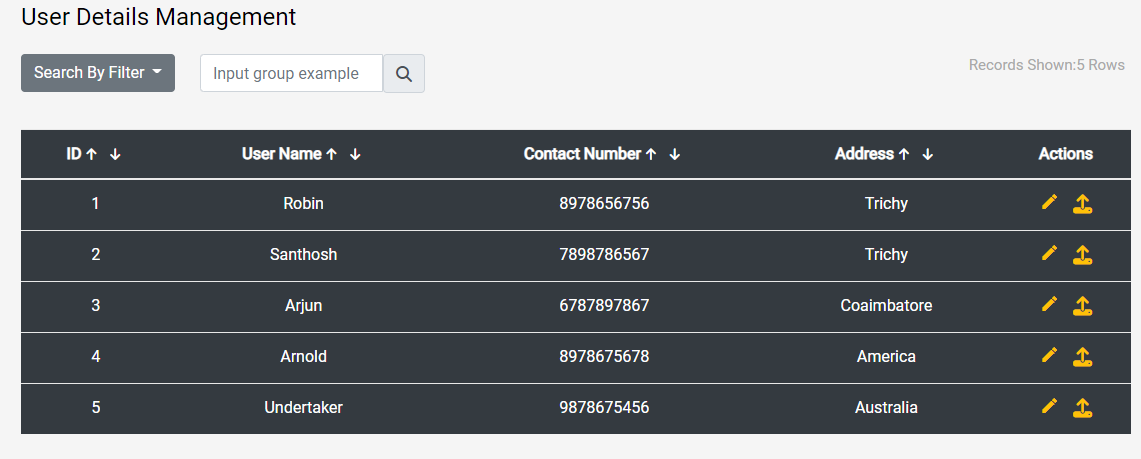 User Details Management
Search By Filter Input group example Records Shown:5 Rows
ID User Name Contact Number Address Actions
1 Robin 8978656756 Trichy
2 Santhosh 7898786567 Trichy
3 Arjun 6787897867 Coaimbatore
4 Arnold 8978675678 America
5 Undertaker 9878675456 Australia